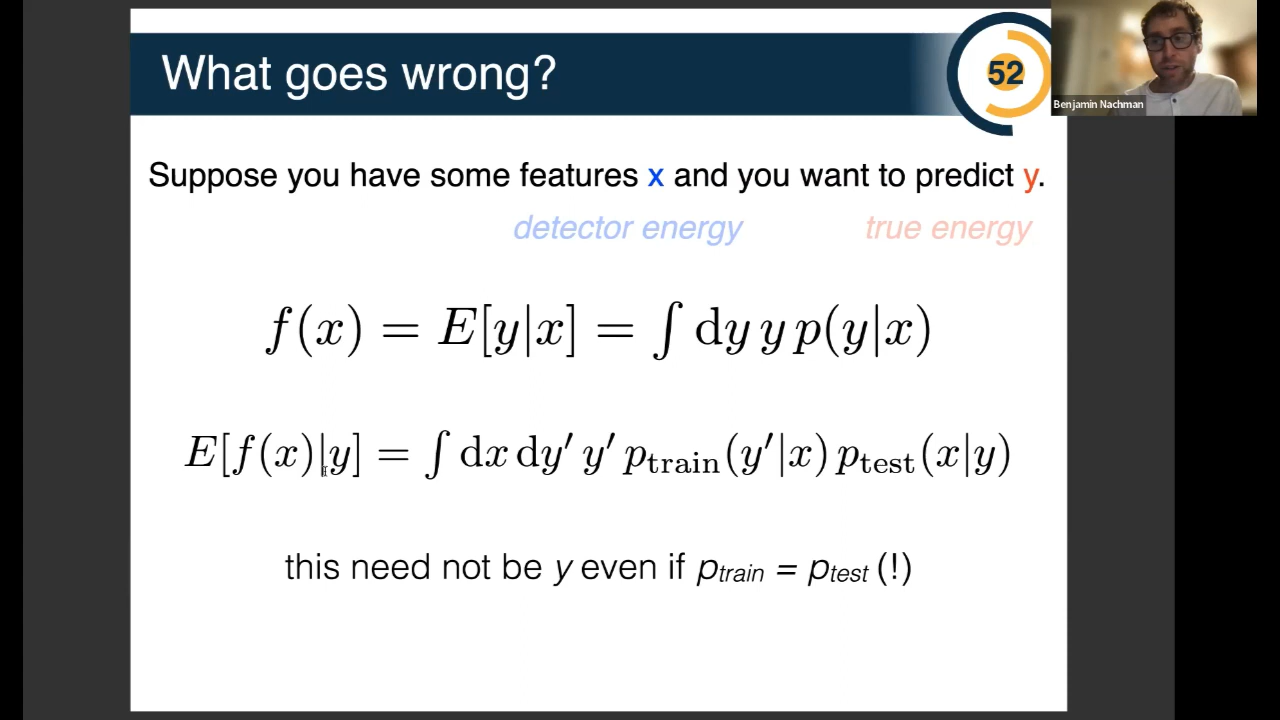 What goes wrong?
52
Benjamin Nachman
Suppose you have some features x and you want to predict y.
detector energy true energy
f(x) = E[y|x] = ∫ dy y p(y|x)
E[f(x)|y] = ∫ dx dy′ y′ p_train(y′|x) p_test(x|y)
this need not be y even if p_train = p_test (!)